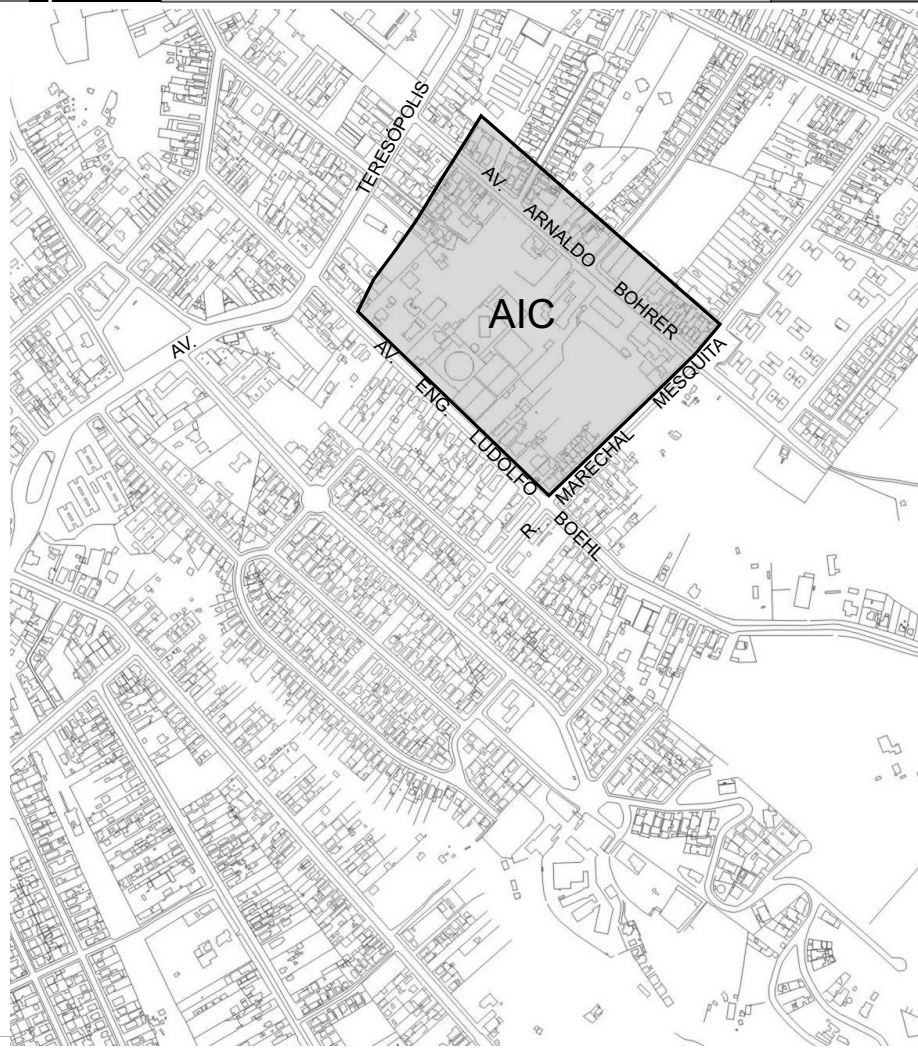 AV. TERESÓPOLIS
AV. ARNALDO BOHRER
AIC
AV. ENG. LUDOLFO BOEHL
R. MARECHAL MESQUITA